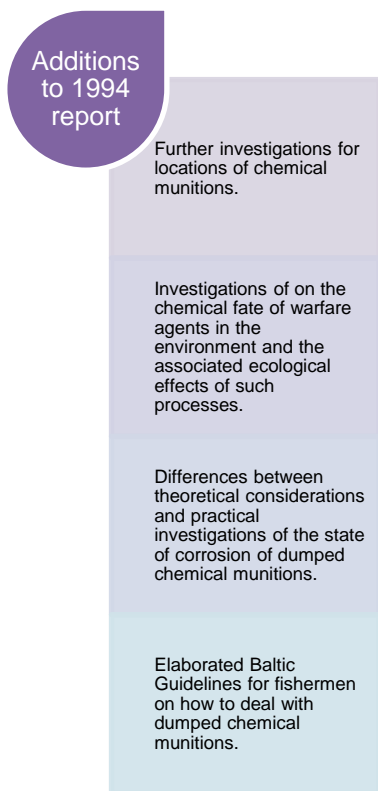 Additions
to 1994
report
Further investigations for
locations of chemical
munitions.
Investigations of on the
chemical fate of warfare
agents in the
environment and the
associated ecological
effects of such
processes.
Differences between
theoretical considerations
and practical
investigations of the state
of corrosion of dumped
chemical munitions.
Elaborated Baltic
Guidelines for fishermen
on how to deal with
dumped chemical
munitions.